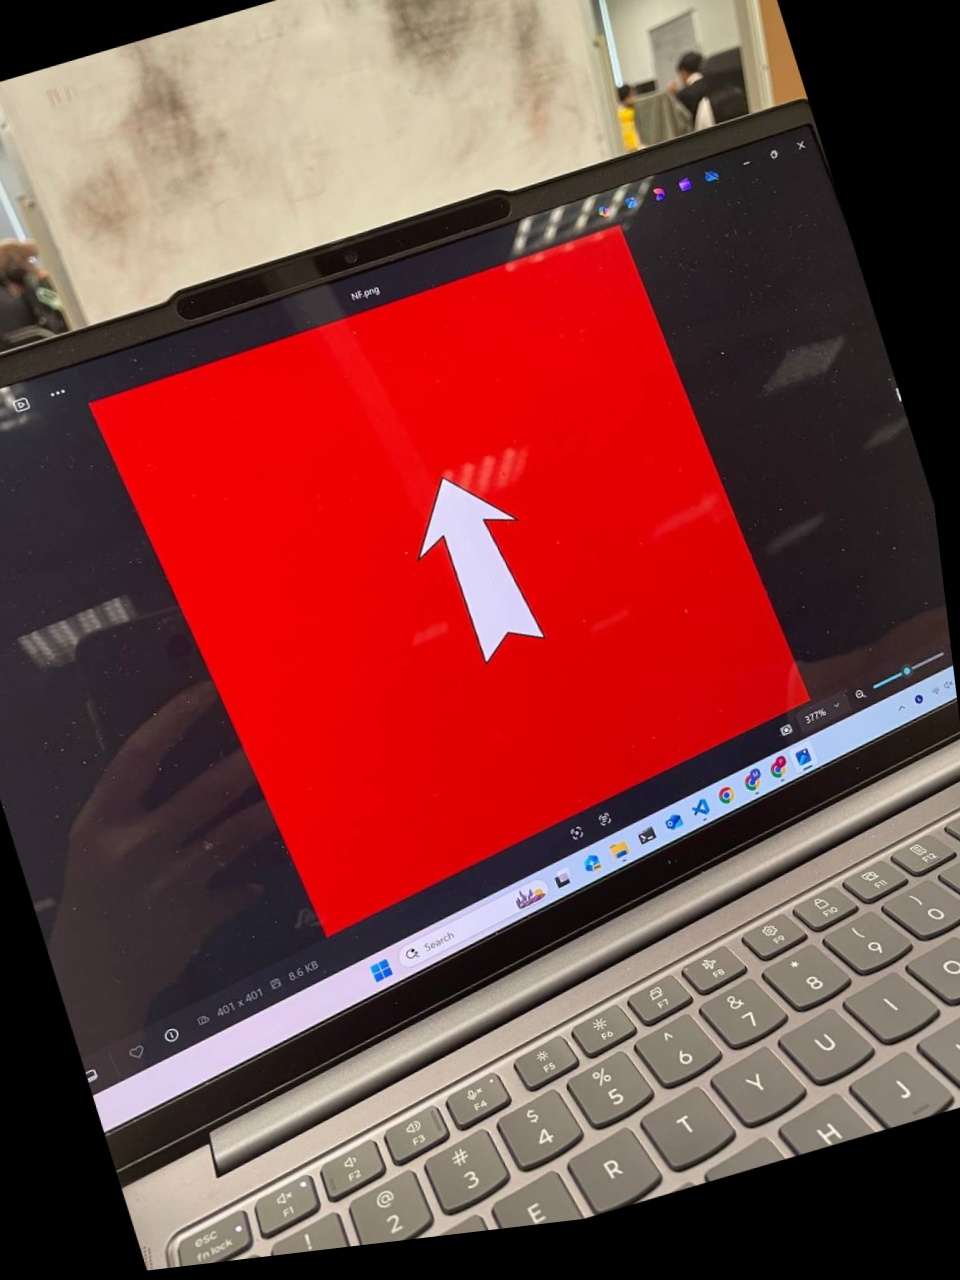 NF.png
377%
Search
401 x 401
8.6 KB
esc
fn lock
F1
F2
F3
F4
F5
F6
F7
F8
F9
F10
F11
F12
!
@
2
#
3
$
4
%
5
^
6
&
7
*
8
(
9
)
0
E
R
T
Y
U
I
O
H
J